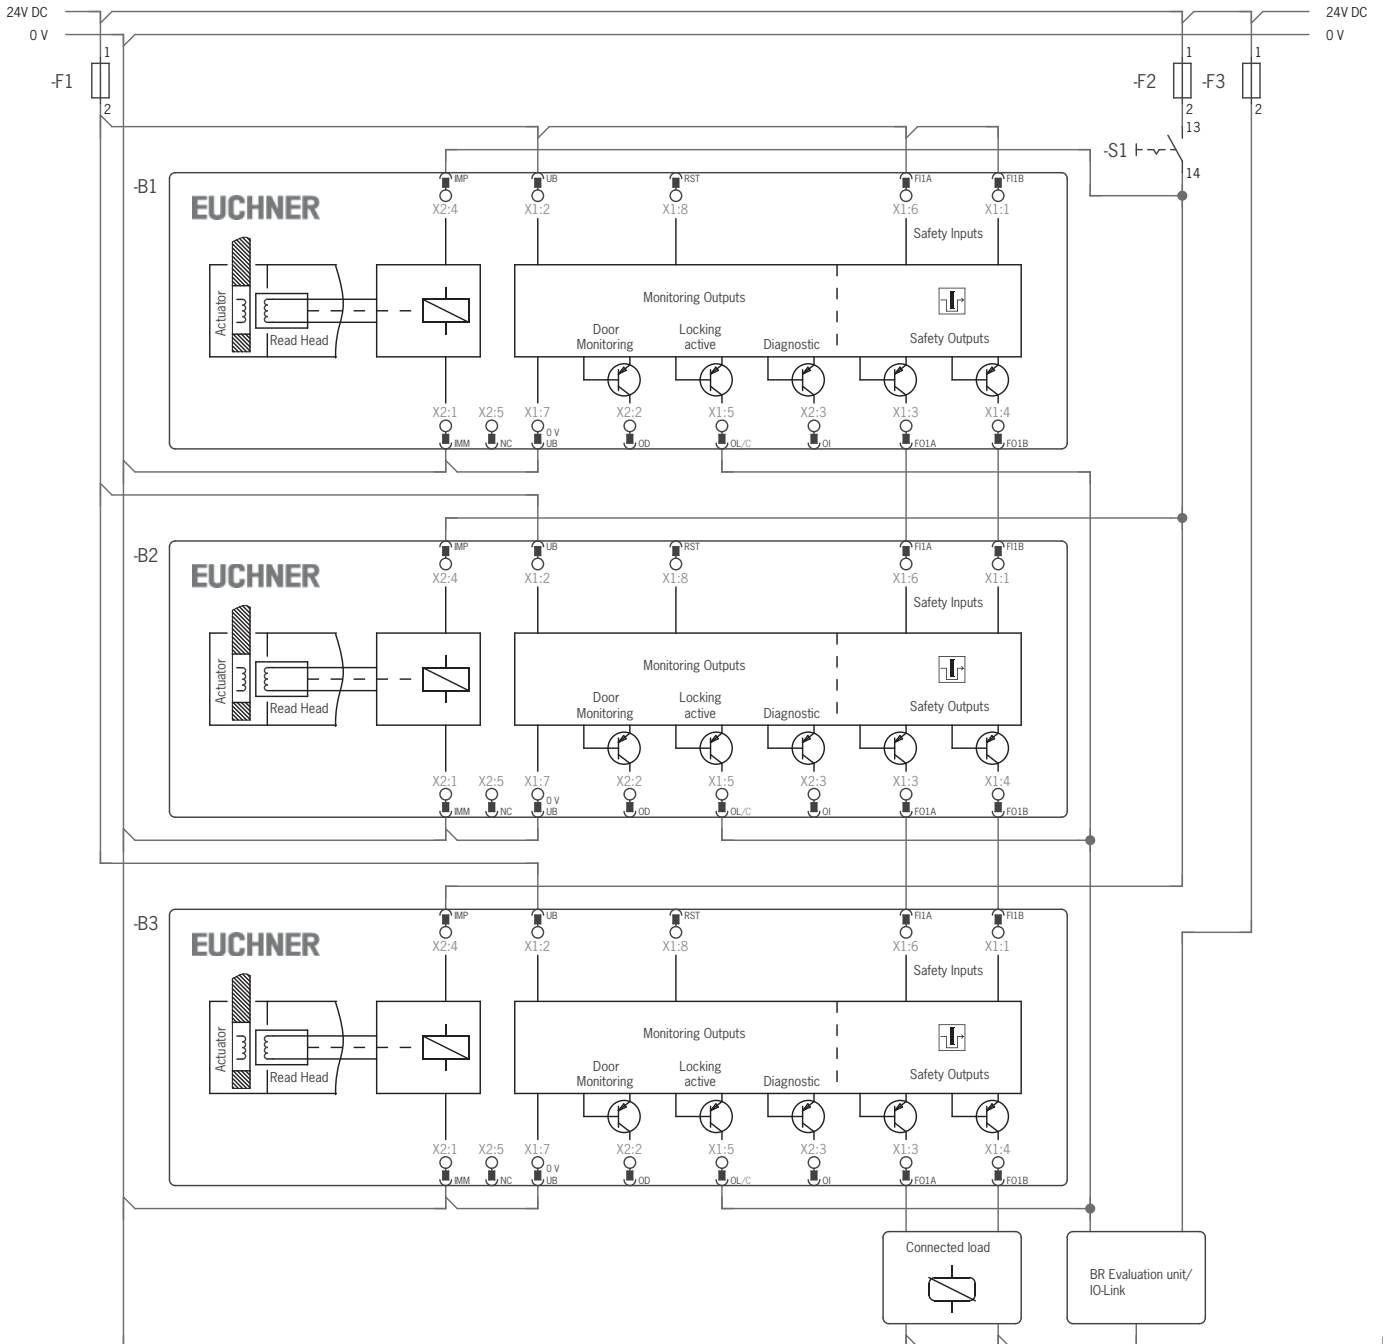 24V DC 24V DC
0 V 0 V
1 1 1
-F1 -F2 -F3
2 2 2
13
-S1
14
-B1 IMP UB RST FI1A FI1B
EUCHNER X2:4 X1:2 X1:8 X1:6 X1:1
Safety Inputs
Actuator
Monitoring Outputs
Read Head
Door Monitoring
Locking active
Diagnostic
Safety Outputs
X2:1 X2:5 X1:7 X2:2 X1:5 X2:3 X1:3 X1:4
0 V
IMM NC UB OD OL/C OI FO1A FO1B
-B2 IMP UB RST FI1A FI1B
EUCHNER X2:4 X1:2 X1:8 X1:6 X1:1
Safety Inputs
Actuator
Monitoring Outputs
Read Head
Door Monitoring
Locking active
Diagnostic
Safety Outputs
X2:1 X2:5 X1:7 X2:2 X1:5 X2:3 X1:3 X1:4
0 V
IMM NC UB OD OL/C OI FO1A FO1B
-B3 IMP UB RST FI1A FI1B
EUCHNER X2:4 X1:2 X1:8 X1:6 X1:1
Safety Inputs
Actuator
Monitoring Outputs
Read Head
Door Monitoring
Locking active
Diagnostic
Safety Outputs
X2:1 X2:5 X1:7 X2:2 X1:5 X2:3 X1:3 X1:4
0 V
IMM NC UB OD OL/C OI FO1A FO1B
Connected load
BR Evaluation unit/
IO-Link